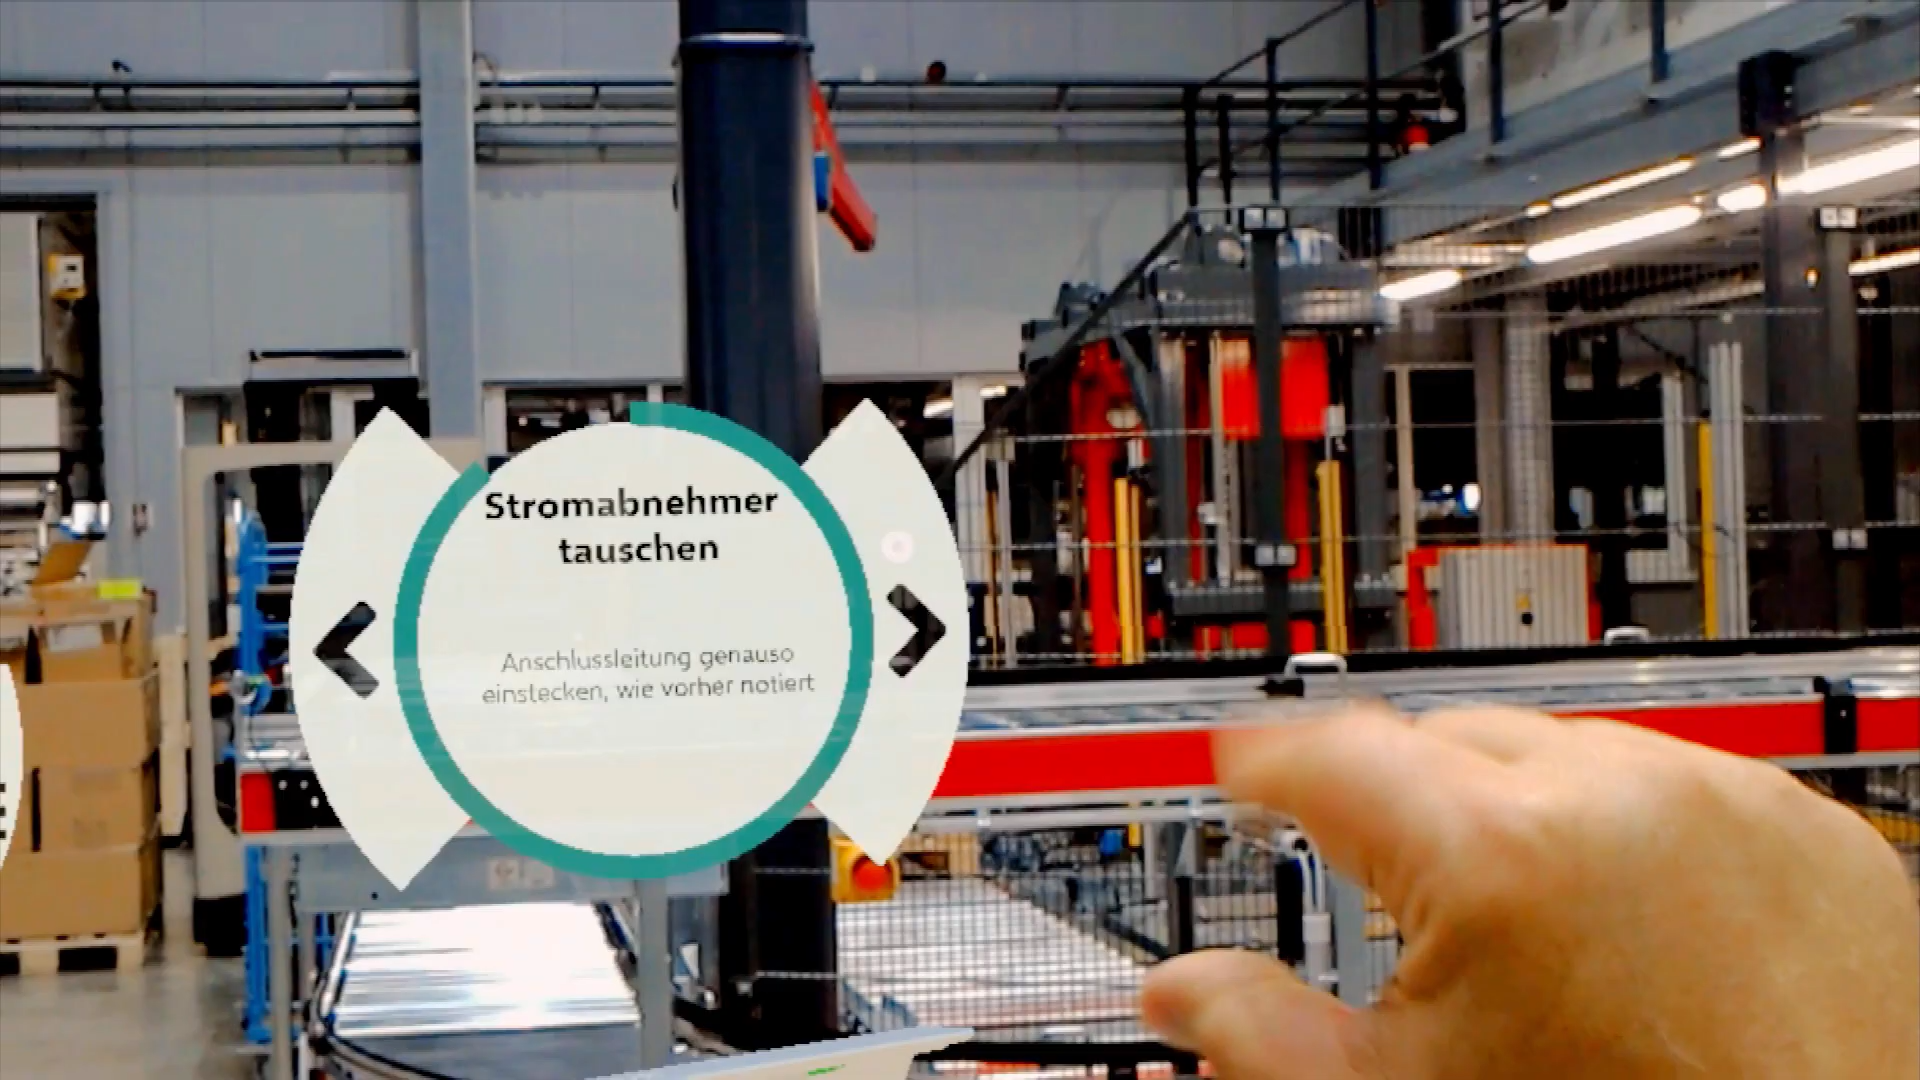 Stromabnehmer
tauschen
Anschlussleitung genauso
einstecken, wie vorher notiert